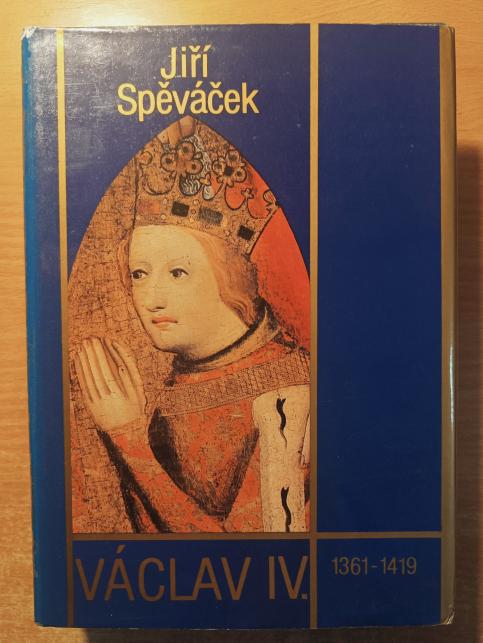 Jiří
Spěváček
VÁCLAV IV.
1361-1419